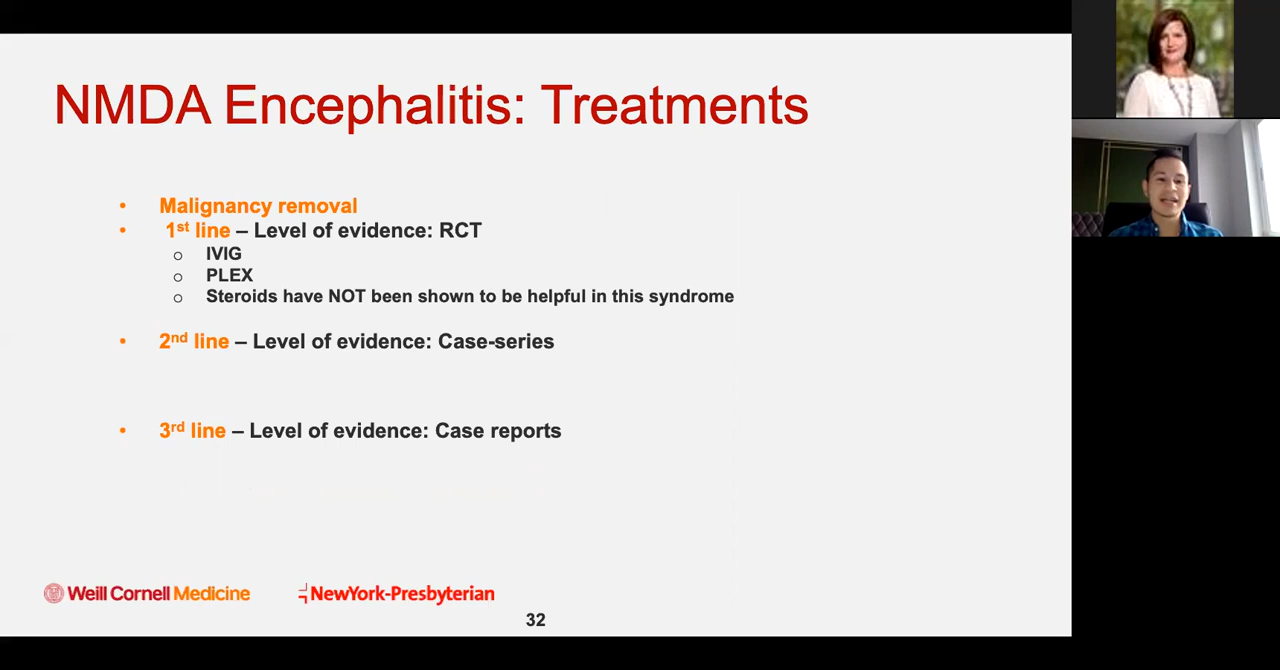 NMDA Encephalitis: Treatments
• Malignancy removal
• 1st line – Level of evidence: RCT
o IVIG
o PLEX
o Steroids have NOT been shown to be helpful in this syndrome
• 2nd line – Level of evidence: Case-series
• 3rd line – Level of evidence: Case reports
Weill Cornell Medicine
NewYork-Presbyterian
32